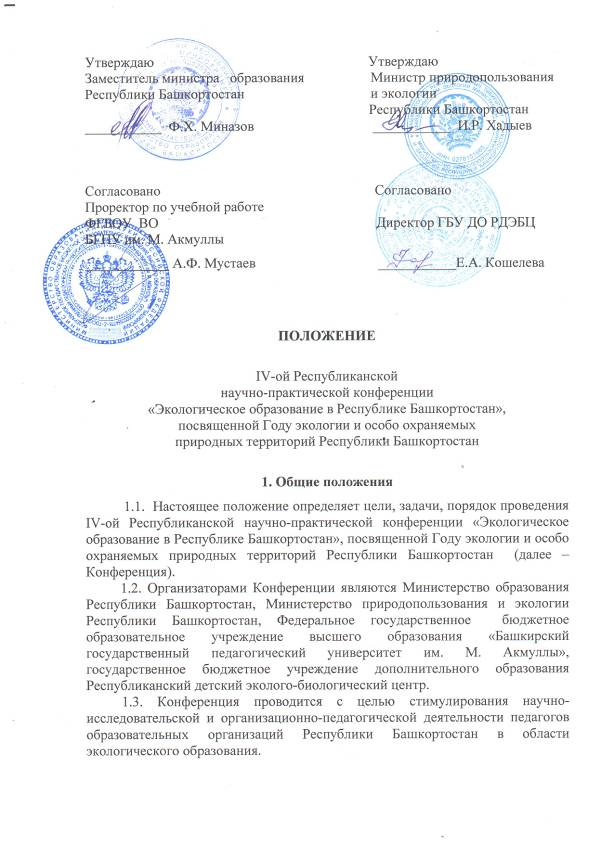 Утверждаю
Заместитель министра образования
Республики Башкортостан
____________ Ф.Х. Миназов
Утверждаю
Министр природопользования
и экологии
Республики Башкортостан
____________ И.Р. Хадыев
Согласовано
Проректор по учебной работе
ФГБОУ ВО
БГПУ им. М. Акмуллы
____________ А.Ф. Мустаев
Согласовано
Директор ГБУ ДО РДЭБЦ
____________Е.А. Кошелева
ПОЛОЖЕНИЕ
IV-ой Республиканской
научно-практической конференции
«Экологическое образование в Республике Башкортостан»,
посвященной Году экологии и особо охраняемых
природных территорий Республики Башкортостан
1. Общие положения
1.1. Настоящее положение определяет цели, задачи, порядок проведения
IV-ой Республиканской научно-практической конференции «Экологическое
образование в Республике Башкортостан», посвященной Году экологии и особо
охраняемых природных территорий Республики Башкортостан (далее –
Конференция).
1.2. Организаторами Конференции являются Министерство образования
Республики Башкортостан, Министерство природопользования и экологии
Республики Башкортостан, Федеральное государственное бюджетное
образовательное учреждение высшего образования «Башкирский
государственный педагогический университет им. М. Акмуллы»,
государственное бюджетное учреждение дополнительного образования
Республиканский детский эколого-биологический центр.
1.3. Конференция проводится с целью стимулирования научно-
исследовательской и организационно-педагогической деятельности педагогов
образовательных организаций Республики Башкортостан в области
экологического образования.